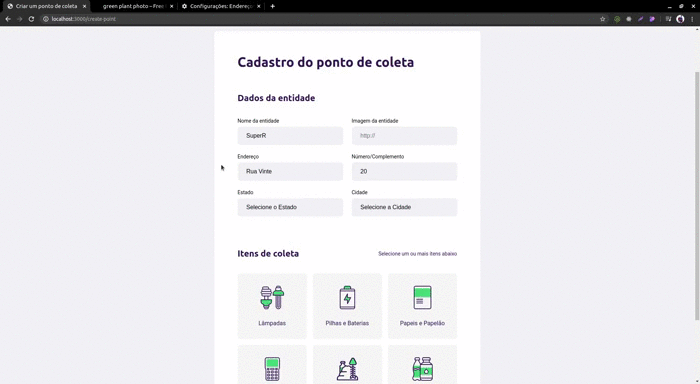 Criar um ponto de coleta
green plant photo - Free
Configurações: Endereço
localhost:3000/create-point
Cadastro do ponto de coleta
Dados da entidade
Nome da entidade
Imagem da entidade
SuperR
http://
Endereço
Número/Complemento
Rua Vinte
20
Estado
Cidade
Selecione o Estado
Selecione a Cidade
Itens de coleta
Selecione um ou mais itens abaixo
Lâmpadas
Pilhas e Baterias
Papeis e Papelão